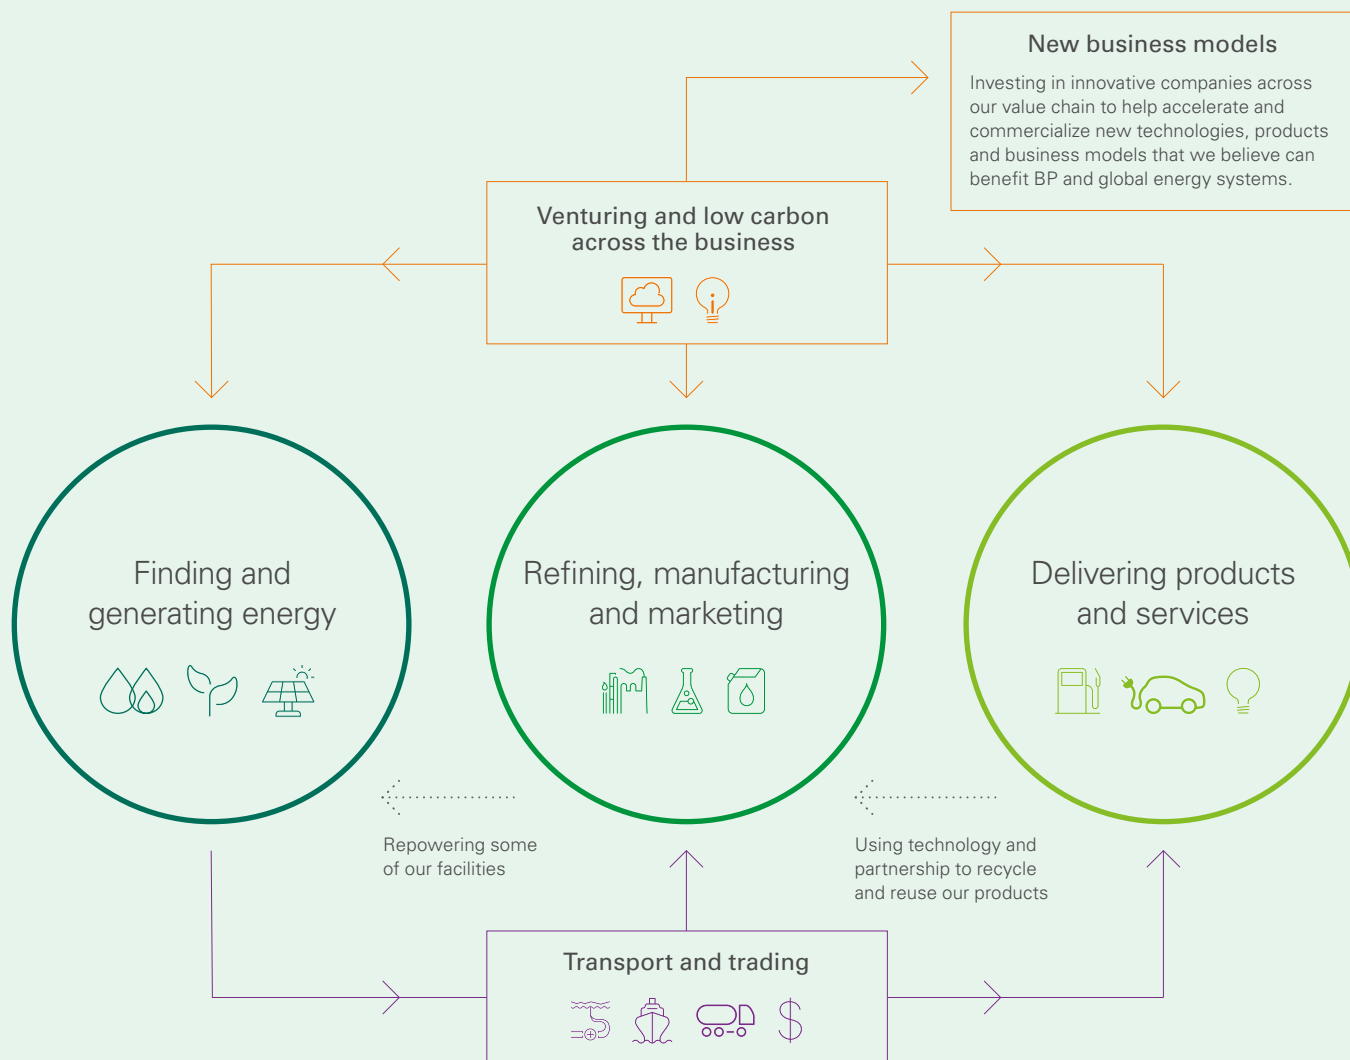 New business models
Investing in innovative companies across
our value chain to help accelerate and
commercialize new technologies, products
and business models that we believe can
benefit BP and global energy systems.
Venturing and low carbon
across the business
Finding and
generating energy
Refining, manufacturing
and marketing
Delivering products
and services
Repowering some
of our facilities
Using technology and
partnership to recycle
and reuse our products
Transport and trading